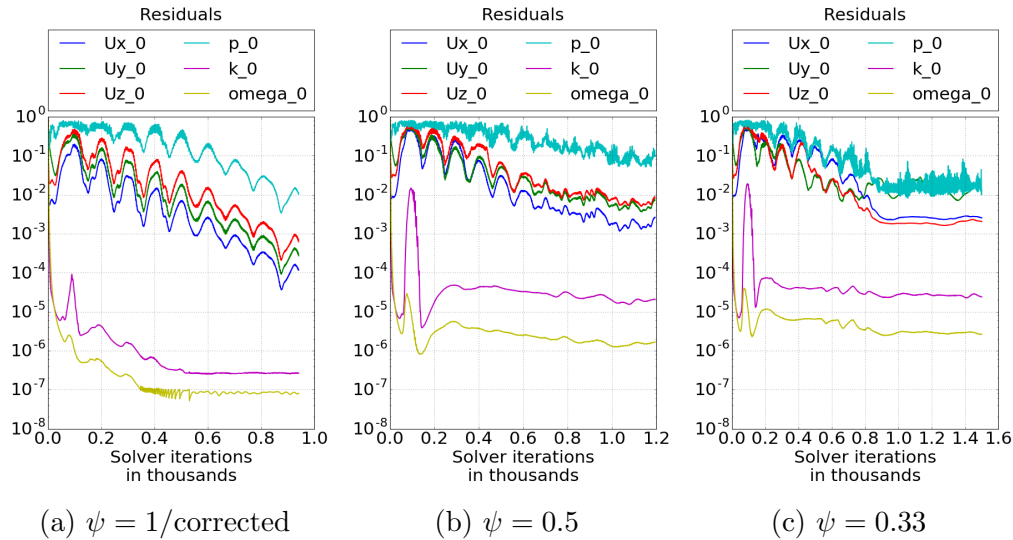 Residuals
Ux_0 p_0
Uy_0 k_0
Uz_0 omega_0
10^0
10^-1
10^-2
10^-3
10^-4
10^-5
10^-6
10^-7
10^-8
0.0 0.2 0.4 0.6 0.8 1.0
Solver iterations
in thousands
(a) ψ = 1/corrected
Residuals
Ux_0 p_0
Uy_0 k_0
Uz_0 omega_0
10^0
10^-1
10^-2
10^-3
10^-4
10^-5
10^-6
10^-7
10^-8
0.0 0.2 0.4 0.6 0.8 1.0 1.2
Solver iterations
in thousands
(b) ψ = 0.5
Residuals
Ux_0 p_0
Uy_0 k_0
Uz_0 omega_0
10^0
10^-1
10^-2
10^-3
10^-4
10^-5
10^-6
10^-7
10^-8
0.0 0.2 0.4 0.6 0.8 1.0 1.2 1.4 1.6
Solver iterations
in thousands
(c) ψ = 0.33